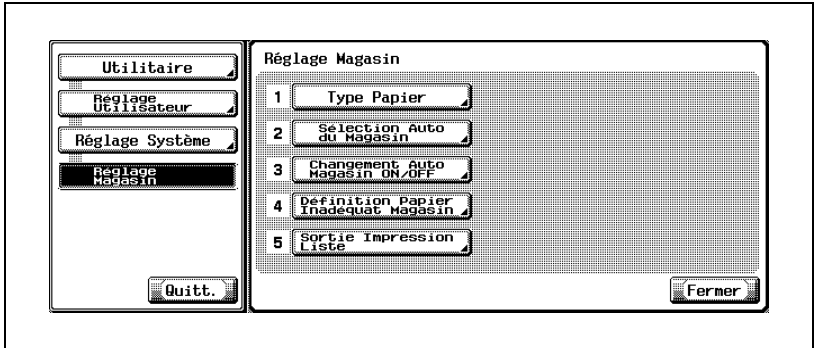 Utilitaire
Réglage
Utilisateur
Réglage Système
Réglage
Magasin
Quitt.
Réglage Magasin
1 Type Papier
2 Sélection Auto
du Magasin
3 Changement Auto
Magasin ON/OFF
4 Définition Papier
Inadéquat Magasin
5 Sortie Impression
Liste
Fermer